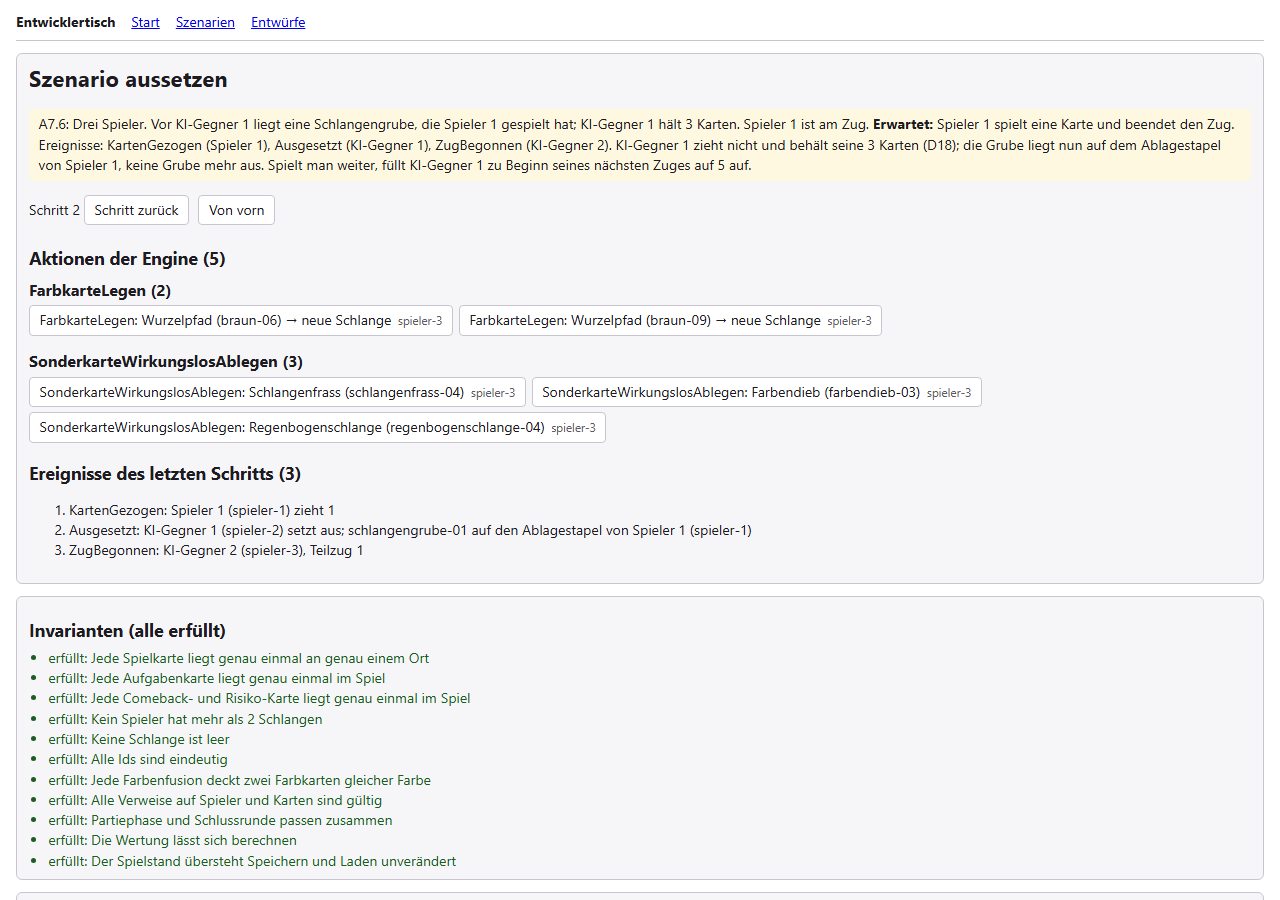 Entwicklertisch Start Szenarien Entwürfe
Szenario aussetzen
A7.6: Drei Spieler. Vor KI-Gegner 1 liegt eine Schlangengrube, die Spieler 1 gespielt hat; KI-Gegner 1 hält 3 Karten. Spieler 1 ist am Zug. Erwartet: Spieler 1 spielt eine Karte und beendet den Zug.
Ereignisse: KartenGezogen (Spieler 1), Ausgesetzt (KI-Gegner 1), ZugBegonnen (KI-Gegner 2). KI-Gegner 1 zieht nicht und behält seine 3 Karten (D18); die Grube liegt nun auf dem Ablagestapel
von Spieler 1, keine Grube mehr aus. Spielt man weiter, füllt KI-Gegner 1 zu Beginn seines nächsten Zuges auf 5 auf.
Schritt 2 Schritt zurück Von vorn
Aktionen der Engine (5)
FarbkarteLegen (2)
FarbkarteLegen: Wurzelpfad (braun-06) → neue Schlange spieler-3 FarbkarteLegen: Wurzelpfad (braun-09) → neue Schlange spieler-3
SonderkarteWirkungslosAblegen (3)
SonderkarteWirkungslosAblegen: Schlangenfrass (schlangenfrass-04) spieler-3 SonderkarteWirkungslosAblegen: Farbendieb (farbendieb-03) spieler-3
SonderkarteWirkungslosAblegen: Regenbogenschlange (regenbogenschlange-04) spieler-3
Ereignisse des letzten Schritts (3)
1. KartenGezogen: Spieler 1 (spieler-1) zieht 1
2. Ausgesetzt: KI-Gegner 1 (spieler-2) setzt aus; schlangengrube-01 auf den Ablagestapel von Spieler 1 (spieler-1)
3. ZugBegonnen: KI-Gegner 2 (spieler-3), Teilzug 1
Invarianten (alle erfüllt)
• erfüllt: Jede Spielkarte liegt genau einmal an genau einem Ort
• erfüllt: Jede Aufgabenkarte liegt genau einmal im Spiel
• erfüllt: Jede Comeback- und Risiko-Karte liegt genau einmal im Spiel
• erfüllt: Kein Spieler hat mehr als 2 Schlangen
• erfüllt: Keine Schlange ist leer
• erfüllt: Alle Ids sind eindeutig
• erfüllt: Jede Farbenfusion deckt zwei Farbkarten gleicher Farbe
• erfüllt: Alle Verweise auf Spieler und Karten sind gültig
• erfüllt: Partiephase und Schlussrunde passen zusammen
• erfüllt: Die Wertung lässt sich berechnen
• erfüllt: Der Spielstand übersteht Speichern und Laden unverändert